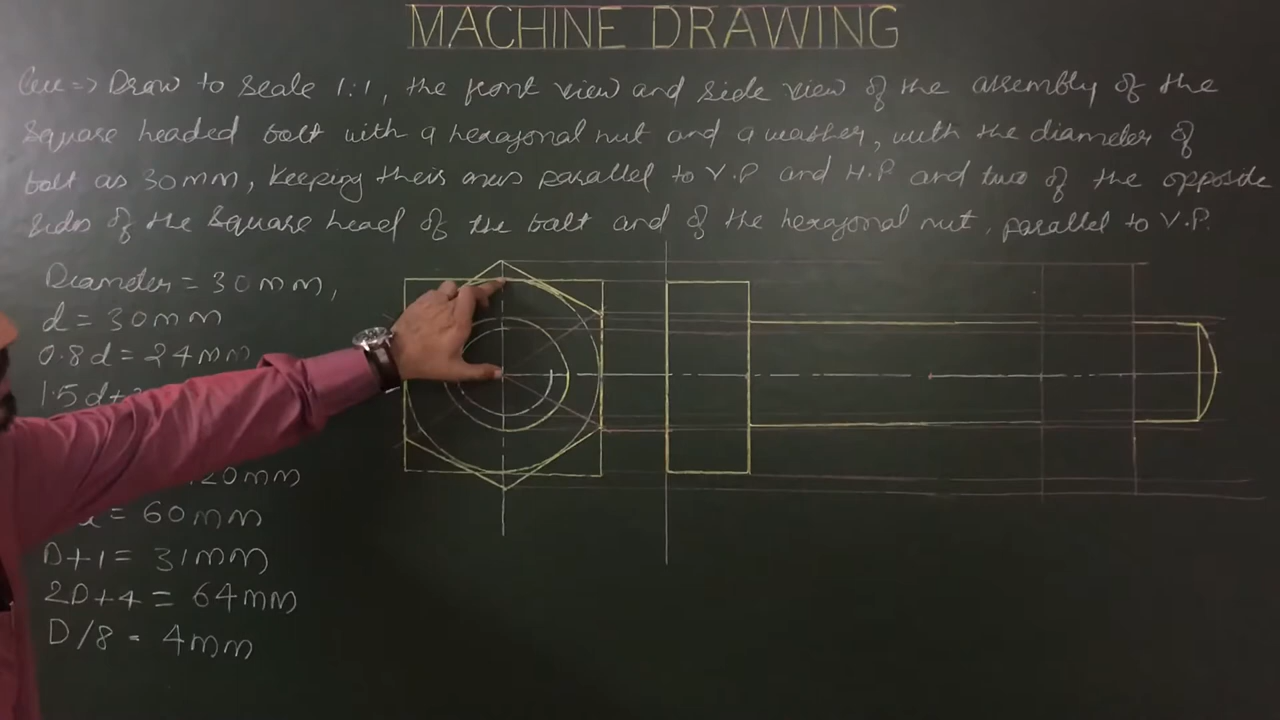 MACHINE DRAWING
Draw to Scale 1:1, the front view and side view of the assembly of the
Square headed bolt with a hexagonal nut and a washer, with the diameter of
bolt as 30mm, keeping their axes parallel to V.P and H.P and two of the opposite
sides of the square head of the bolt and of the hexagonal nut, parallel to V.P.
Diameter = 30mm,
d = 30mm
0.8d = 24mm
1.5d+
20mm
= 60mm
D+1 = 31mm
2D+4 = 64mm
D/8 = 4mm